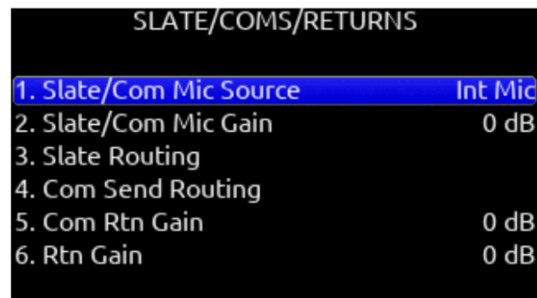 SLATE/COMS/RETURNS
1. Slate/Com Mic Source Int Mic
2. Slate/Com Mic Gain 0 dB
3. Slate Routing
4. Com Send Routing
5. Com Rtn Gain 0 dB
6. Rtn Gain 0 dB